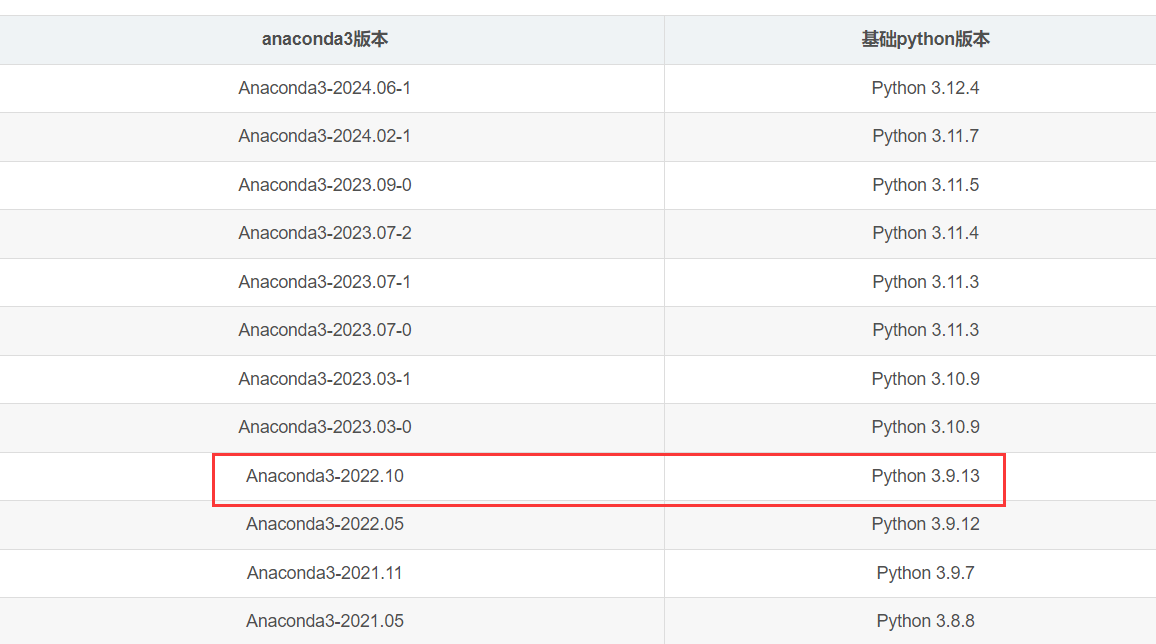 anaconda3版本 基础python版本
Anaconda3-2024.06-1 Python 3.12.4
Anaconda3-2024.02-1 Python 3.11.7
Anaconda3-2023.09-0 Python 3.11.5
Anaconda3-2023.07-2 Python 3.11.4
Anaconda3-2023.07-1 Python 3.11.3
Anaconda3-2023.07-0 Python 3.11.3
Anaconda3-2023.03-1 Python 3.10.9
Anaconda3-2023.03-0 Python 3.10.9
Anaconda3-2022.10 Python 3.9.13
Anaconda3-2022.05 Python 3.9.12
Anaconda3-2021.11 Python 3.9.7
Anaconda3-2021.05 Python 3.8.8